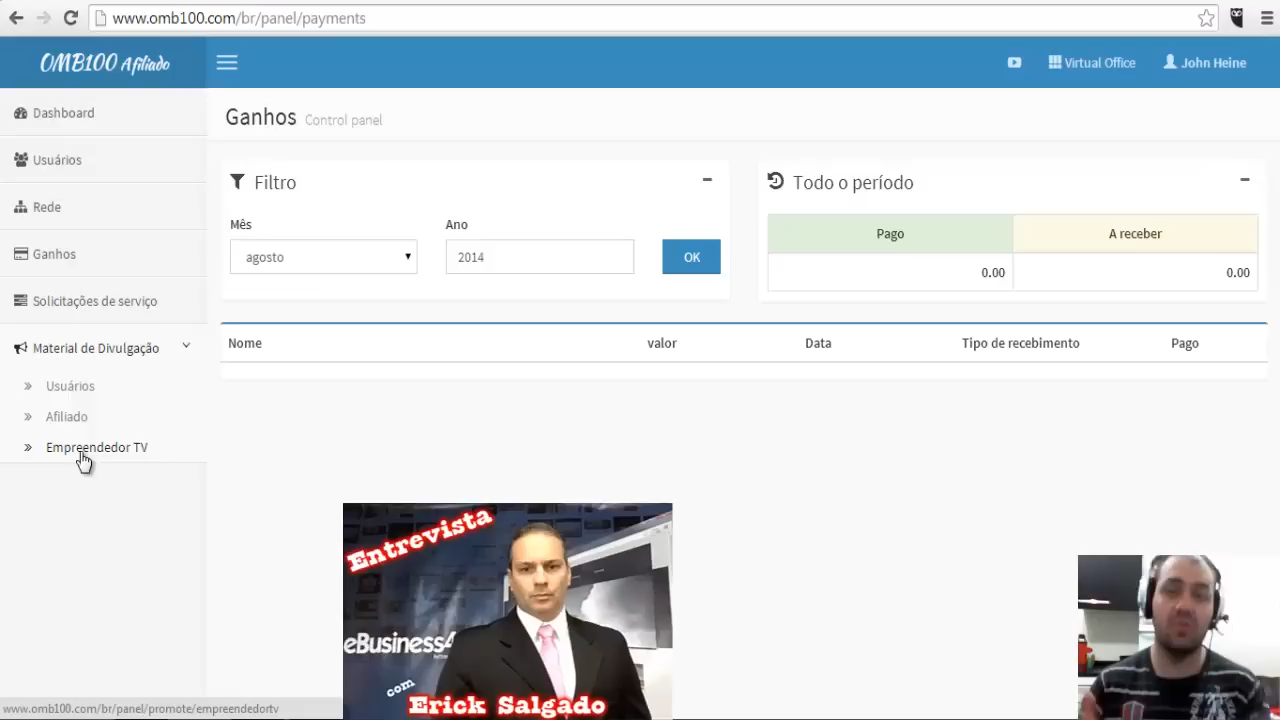 www.omb100.com/br/panel/payments
OMB100 Afiliado
Virtual Office
John Heine
Dashboard
Usuários
Rede
Ganhos
Solicitações de serviço
Material de Divulgação
» Usuários
» Afiliado
» Empreendedor TV
Ganhos Control panel
Filtro
Mês
Ano
agosto
2014
OK
Todo o período
Pago
A receber
0.00
0.00
Nome
valor
Data
Tipo de recebimento
Pago
Entrevista
eBusiness4
com
Erick Salgado
www.omb100.com/br/panel/promote/empreendedortv